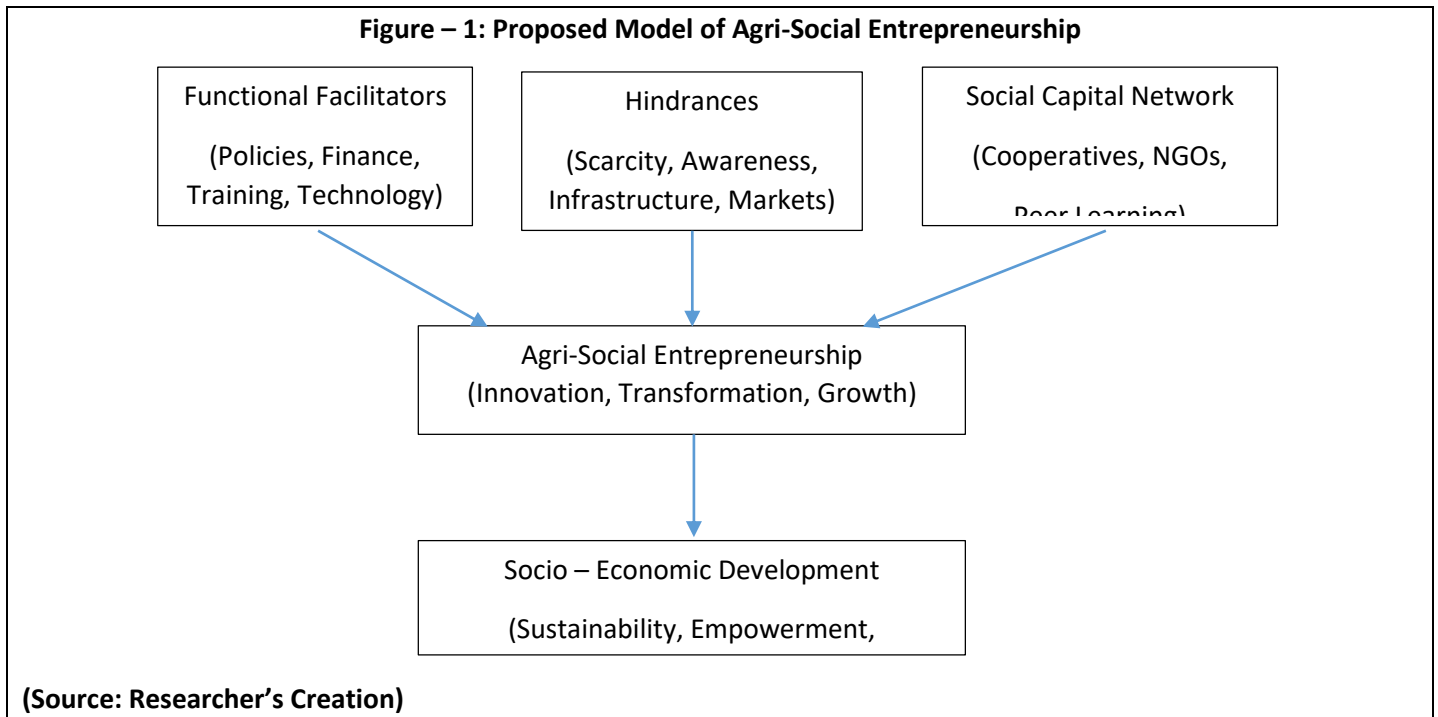 Figure – 1: Proposed Model of Agri-Social Entrepreneurship
Functional Facilitators
(Policies, Finance,
Training, Technology)
Hindrances
(Scarcity, Awareness,
Infrastructure, Markets)
Social Capital Network
(Cooperatives, NGOs,
Peer Learning)
Agri-Social Entrepreneurship
(Innovation, Transformation, Growth)
Socio – Economic Development
(Sustainability, Empowerment,
(Source: Researcher’s Creation)